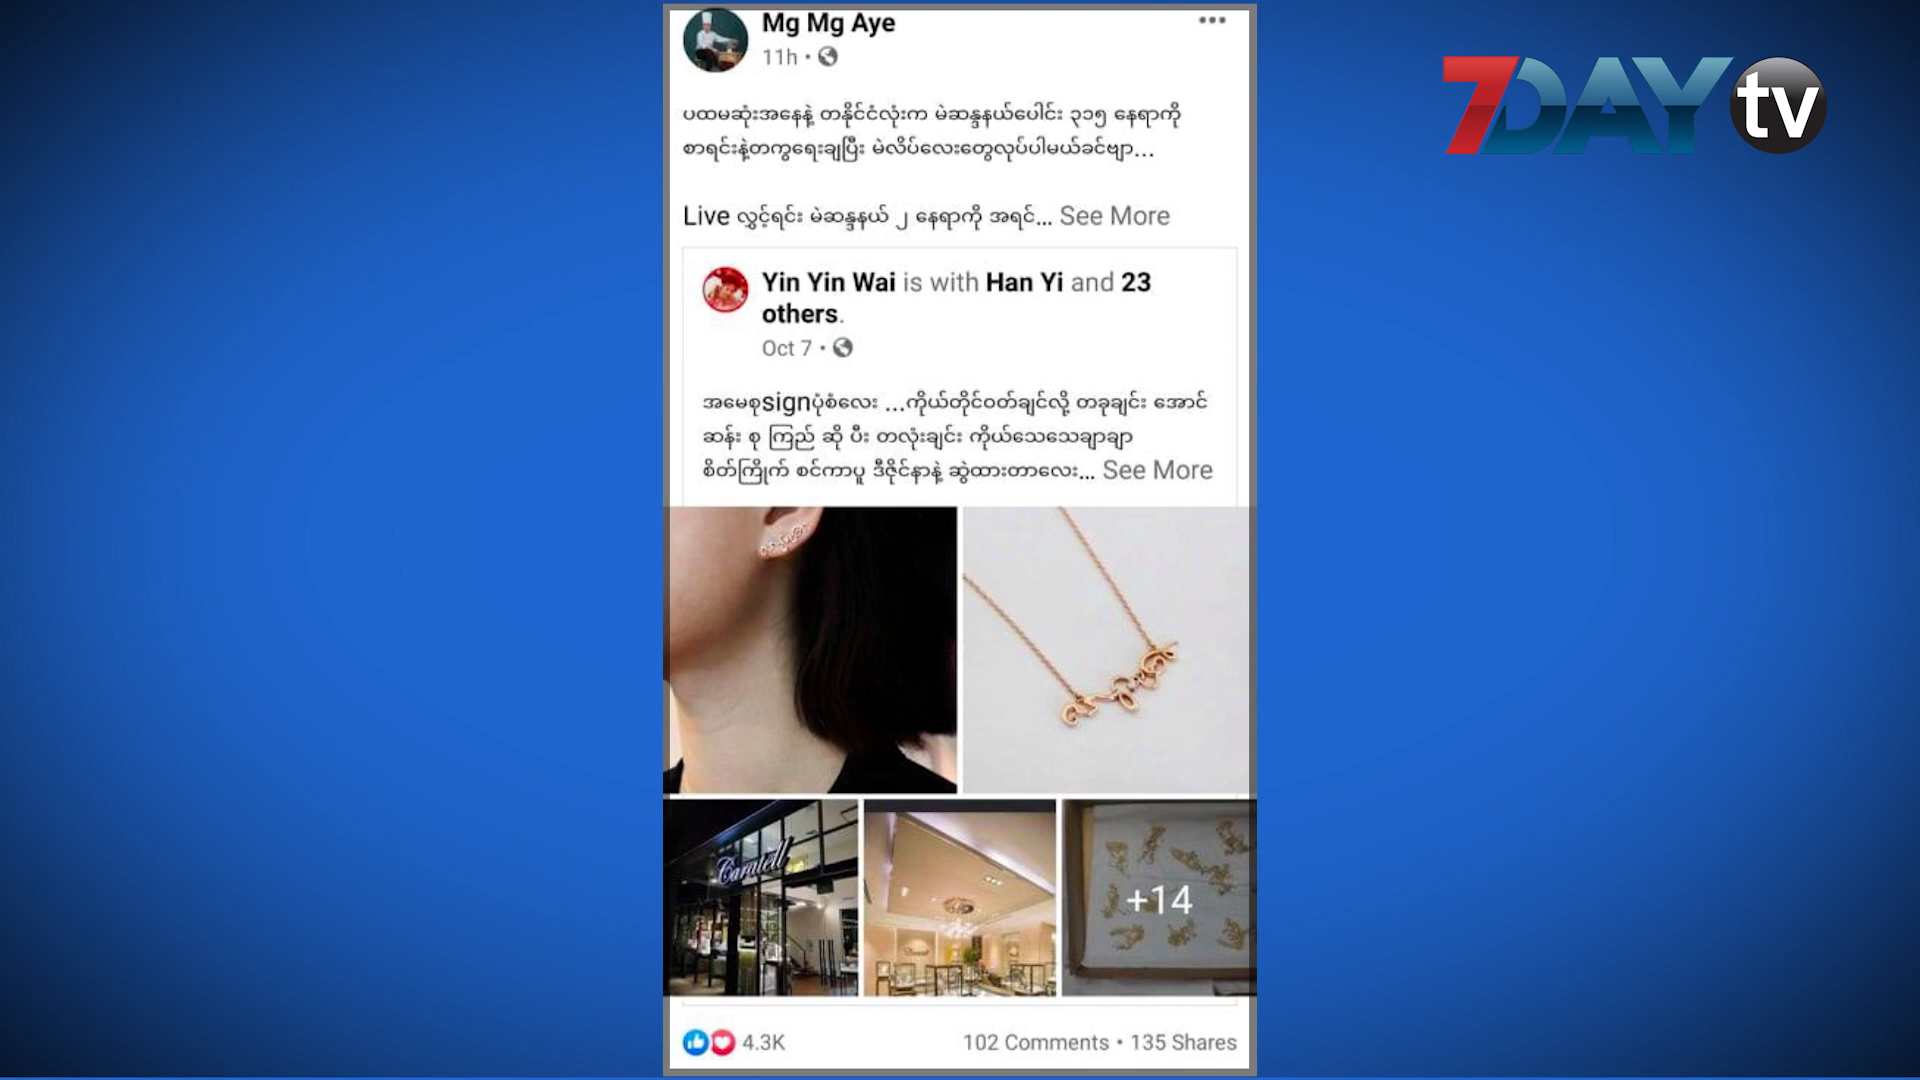 Mg Mg Aye
11h
7DAY tv
ပထမဆုံးအနေနဲ့ တနိုင်ငံလုံးက မဲဆန္ဒနယ်ပေါင်း ၃၁၅ နေရာကို
စာရင်းနဲ့တကွရေးချပြီး မဲလိပ်လေးတွေလုပ်ပါမယ်ခင်ဗျာ...
Live လွှင့်ရင်း မဲဆန္ဒနယ် ၂ နေရာကို အရင်... See More
Yin Yin Wai is with Han Yi and 23
others.
Oct 7
အမေစုsignပုံစံလေး ...ကိုယ်တိုင်ဝတ်ချင်လို့ တခုချင်း အောင်
ဆန်း စု ကြည် ဆို ပီး တလုံးချင်း ကိုယ်သေသေချာချာ
စိတ်ကြိုက် စင်ကာပူ ဒီဇိုင်နာနဲ့ ဆွဲထားတာလေး... See More
Caratell
+14
4.3K
102 Comments • 135 Shares